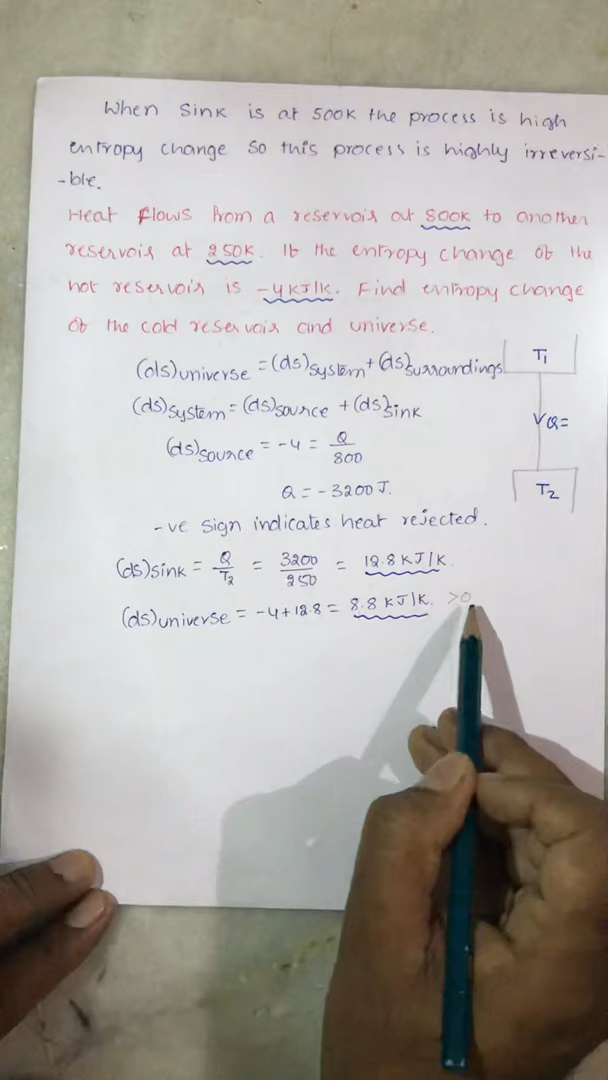 When Sink is at 500K the process is high
entropy change so this process is highly irreversi-
-ble.
Heat flows from a reservoir at 800K to another
reservoir at 250K. If the entropy change of the
hot reservoir is -4KJ/K. Find entropy change
of the cold reservoir and universe.
(ds)universe = (ds)system + (ds)surroundings
(ds)system = (ds)source + (ds)sink
(ds)source = -4 = Q/800
Q = -3200J.
-ve sign indicates heat rejected.
(ds)sink = Q/T2 = 3200/250 = 12.8 KJ/K.
(ds)universe = -4+12.8 = 8.8 KJ/K. >0
T1
Q=
T2